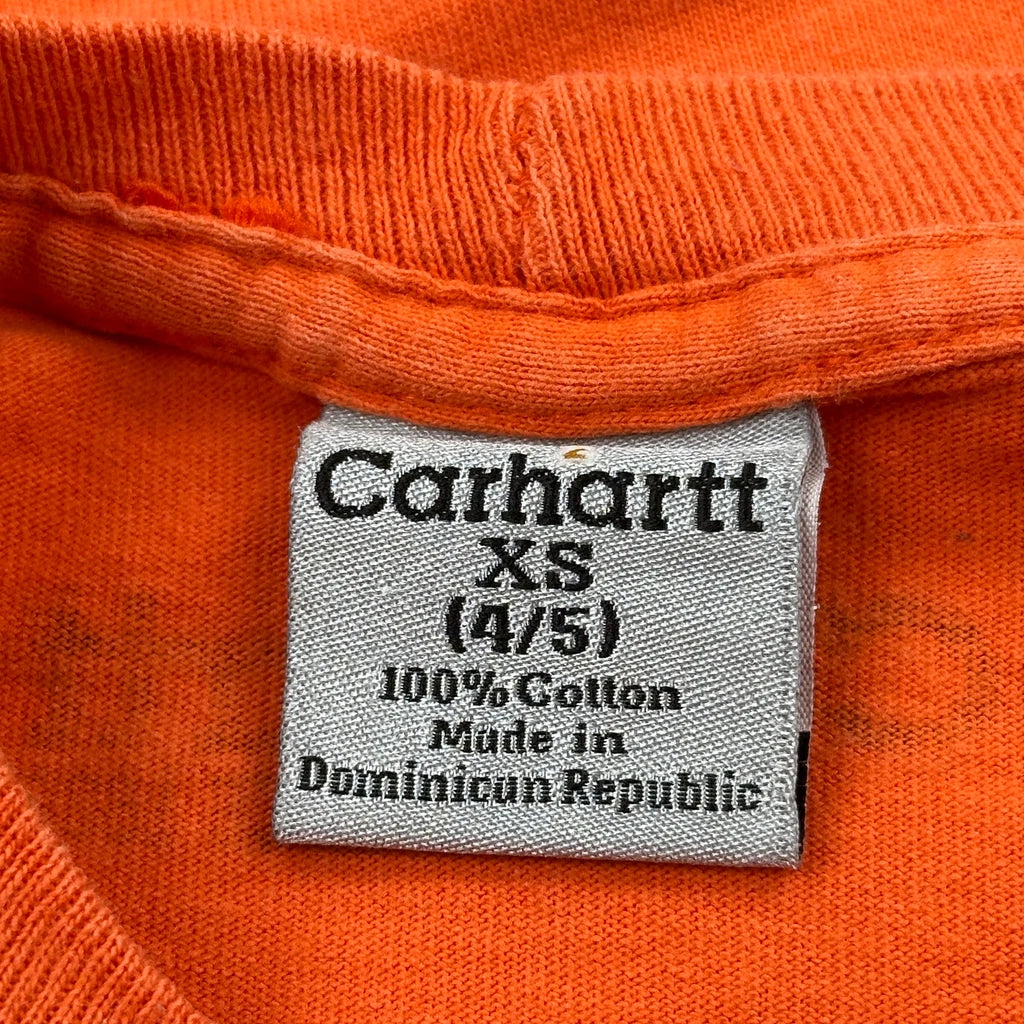 Carhartt
XS
(4/5)
100% Cotton
Made in
Dominican Republic